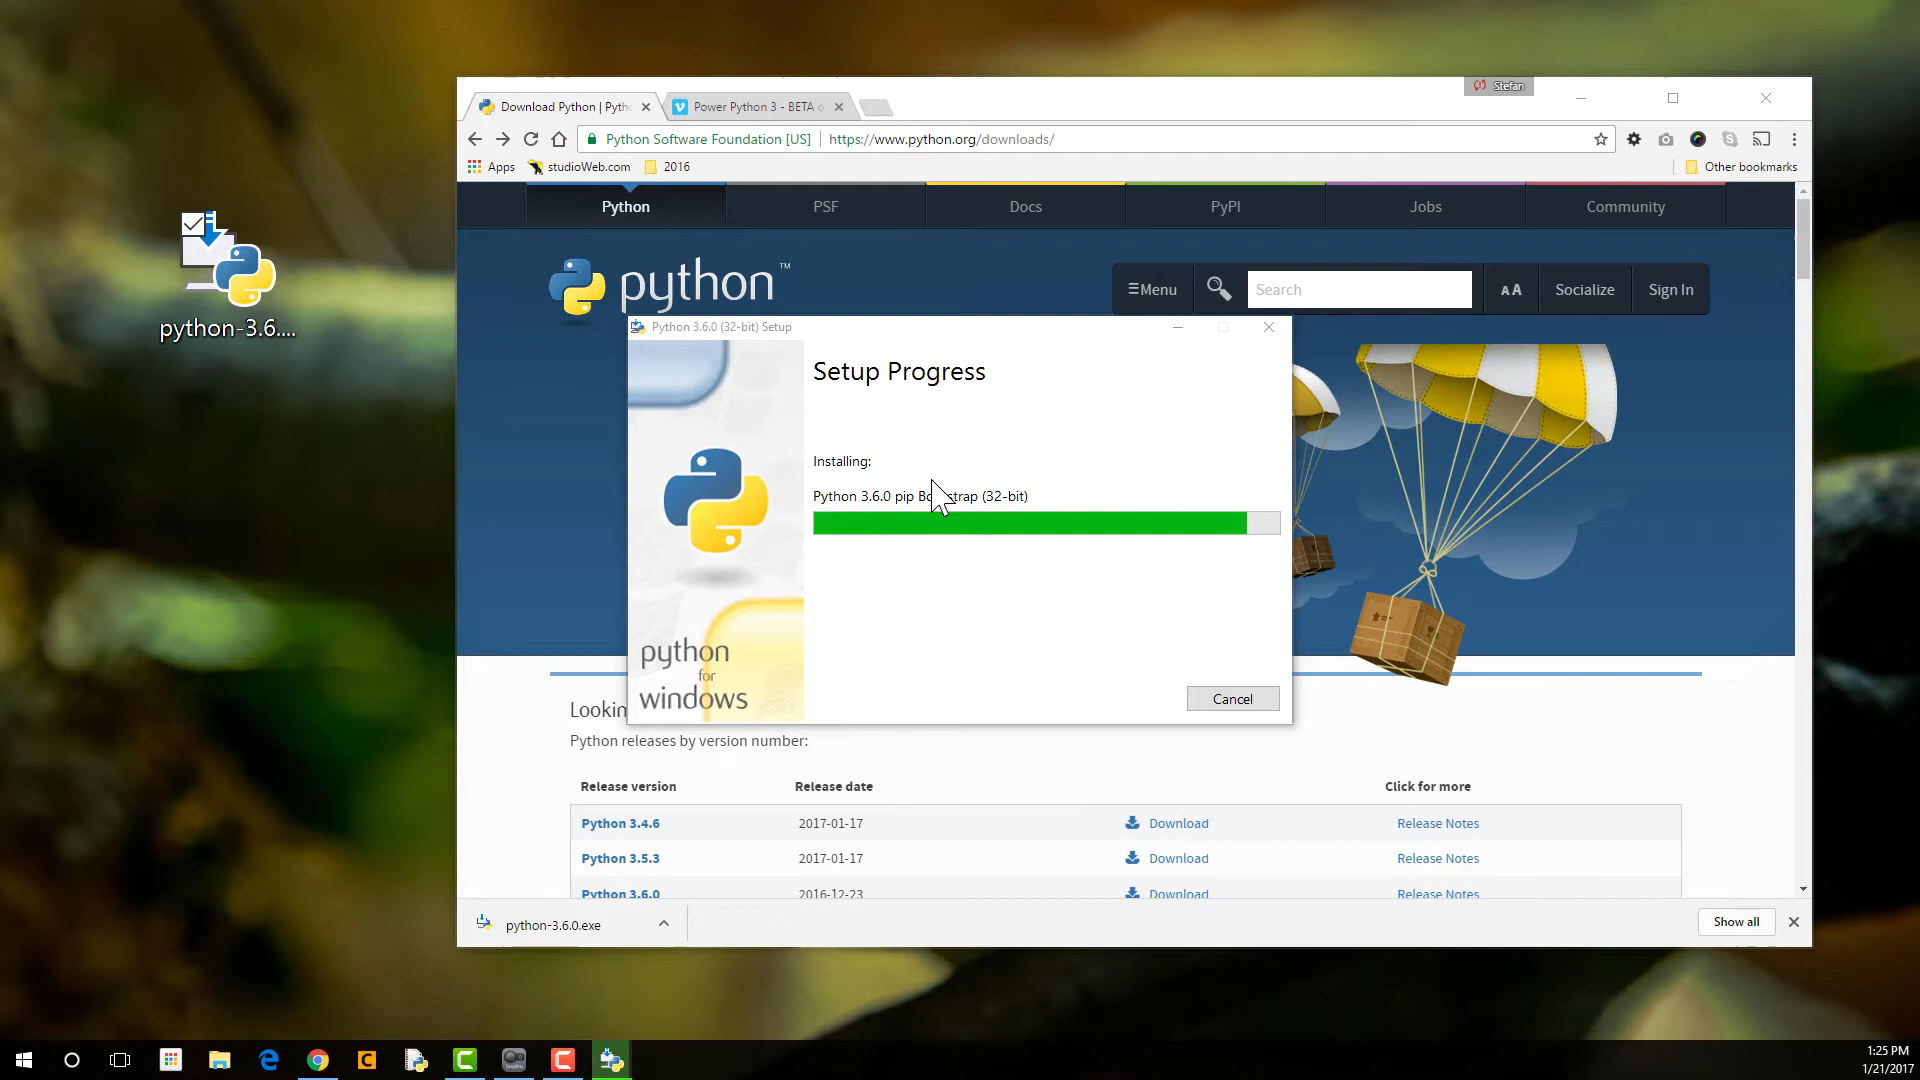 python-3.6....
Stefan
Download Python | Pyth
Power Python 3 - BETA o
Python Software Foundation [US]
https://www.python.org/downloads/
Apps
studioWeb.com
2016
Other bookmarks
Python
PSF
Docs
PyPI
Jobs
Community
python™
Menu
Search
AA
Socialize
Sign In
Python 3.6.0 (32-bit) Setup
Setup Progress
Installing:
Python 3.6.0 pip Bootstrap (32-bit)
python
for
windows
Cancel
Lookin
Python releases by version number:
Release version
Release date
Click for more
Python 3.4.6
2017-01-17
Download
Release Notes
Python 3.5.3
2017-01-17
Download
Release Notes
Python 3.6.0
2016-12-23
Download
Release Notes
python-3.6.0.exe
Show all
1:25 PM
1/21/2017